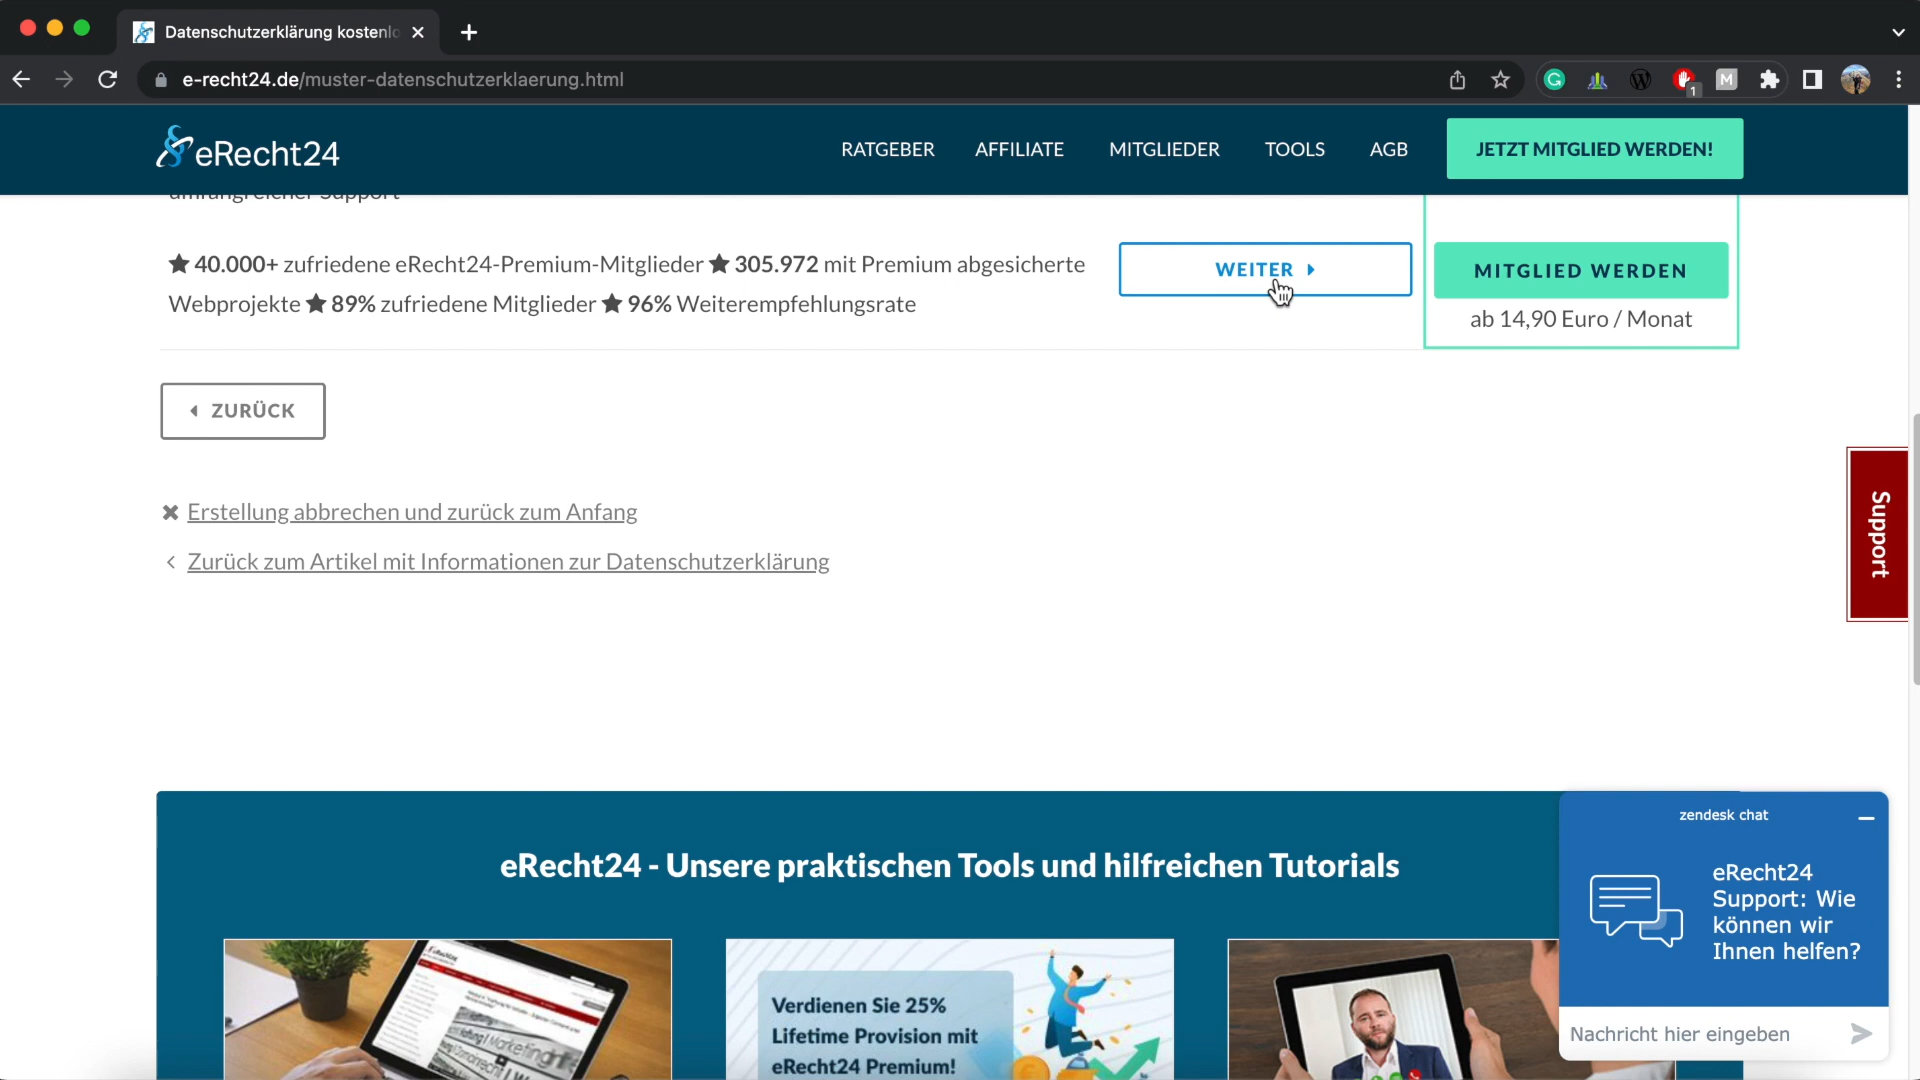 Datenschutzerklärung kostenlo
e-recht24.de/muster-datenschutzerklaerung.html
1
M
eRecht24
RATGEBER
AFFILIATE
MITGLIEDER
TOOLS
AGB
JETZT MITGLIED WERDEN!
umfangreicher Support
40.000+ zufriedene eRecht24-Premium-Mitglieder ★ 305.972 mit Premium abgesicherte
Webprojekte ★ 89% zufriedene Mitglieder ★ 96% Weiterempfehlungsrate
WEITER
MITGLIED WERDEN
ab 14,90 Euro / Monat
ZURÜCK
Erstellung abbrechen und zurück zum Anfang
Zurück zum Artikel mit Informationen zur Datenschutzerklärung
Support
eRecht24 - Unsere praktischen Tools und hilfreichen Tutorials
Verdienen Sie 25%
Lifetime Provision mit
eRecht24 Premium!
zendesk chat
eRecht24
Support: Wie
können wir
Ihnen helfen?
Nachricht hier eingeben